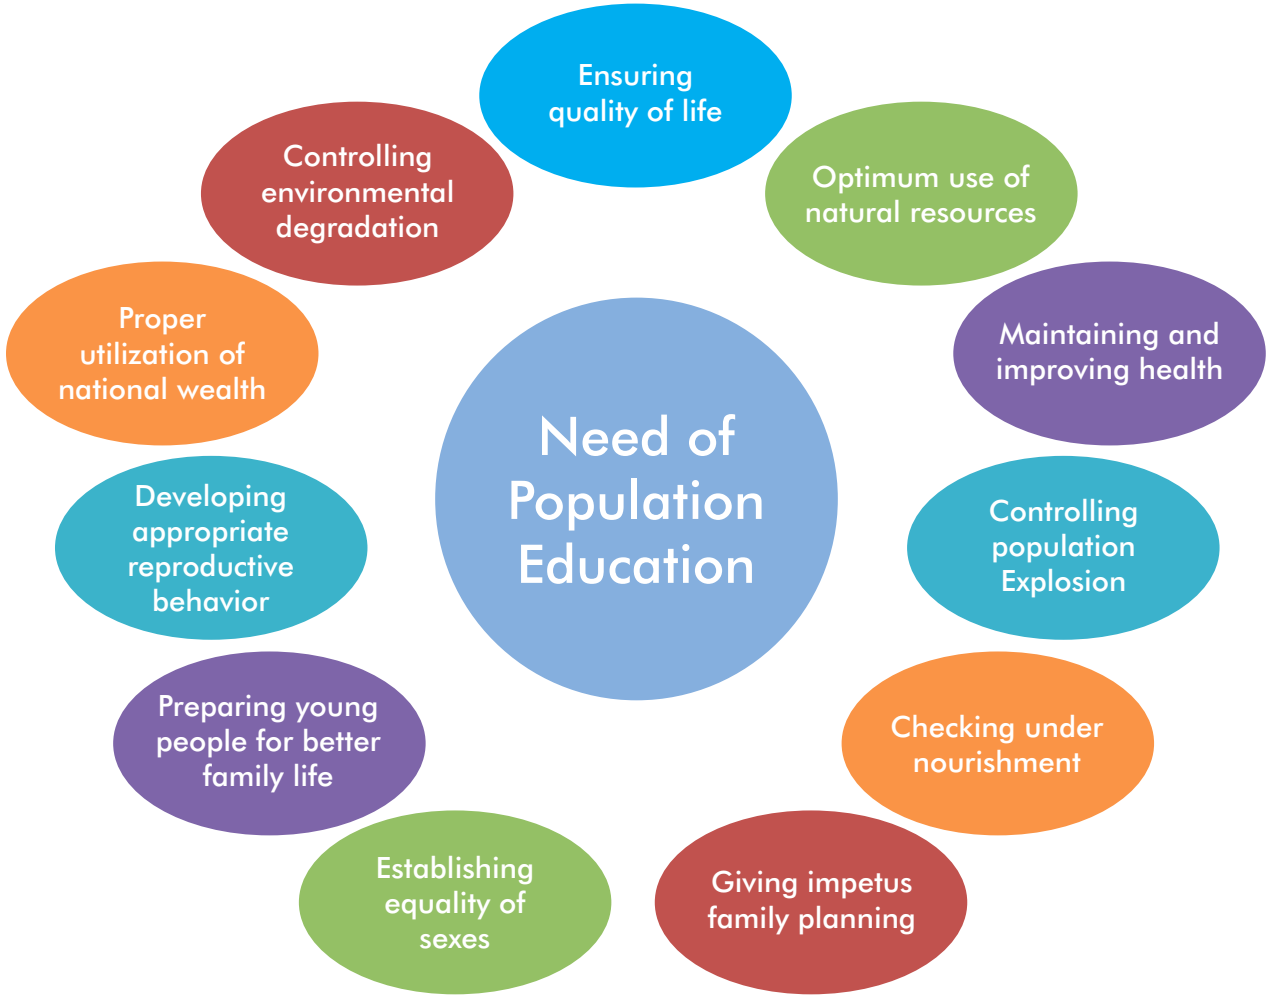 Ensuring
quality of life
Optimum use of
natural resources
Maintaining and
improving health
Controlling
population
Explosion
Checking under
nourishment
Giving impetus
family planning
Establishing
equality of
sexes
Preparing young
people for better
family life
Developing
appropriate
reproductive
behavior
Proper
utilization of
national wealth
Controlling
environmental
degradation
Need of
Population
Education